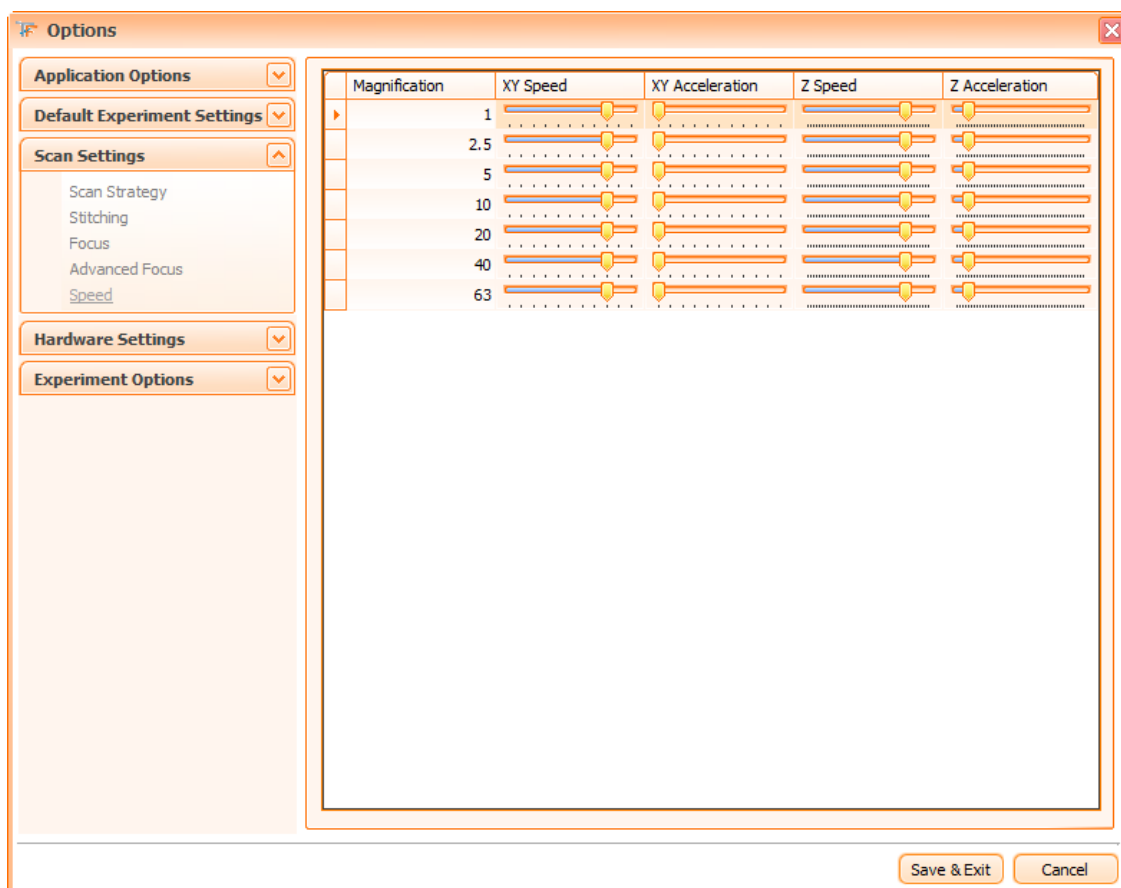 Options
Application Options
Default Experiment Settings
Scan Settings
Scan Strategy
Stitching
Focus
Advanced Focus
Speed
Hardware Settings
Experiment Options
Magnification XY Speed XY Acceleration Z Speed Z Acceleration
1
2.5
5
10
20
40
63
Save & Exit Cancel